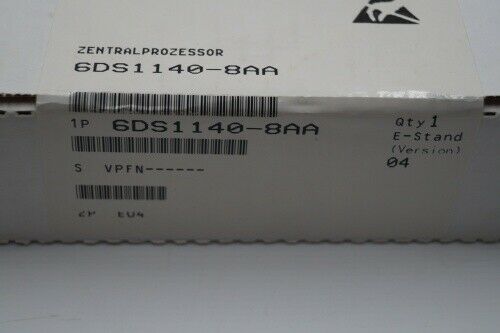 ZENTRALPROZESSOR
6DS1140-8AA
1P 6DS1140-8AA
Qty 1
E-Stand
(Version)
04
S VPFN------
2P E04